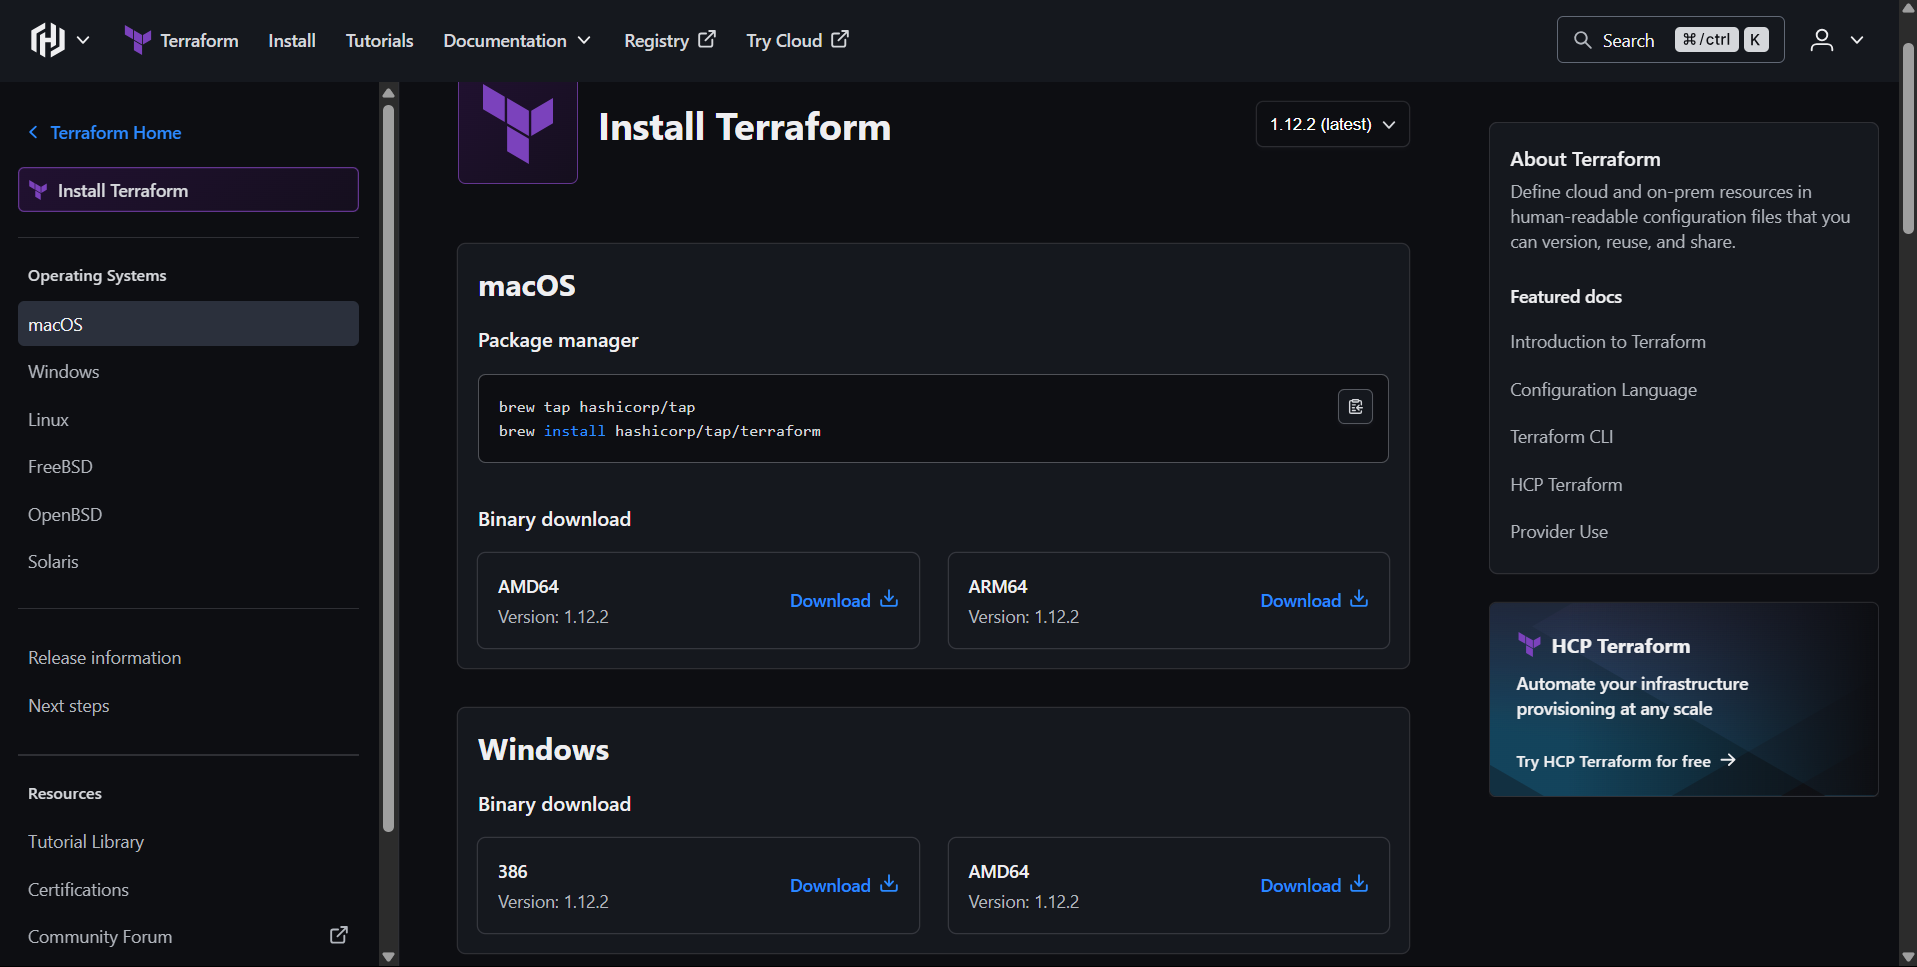 Terraform
Install
Tutorials
Documentation
Registry
Try Cloud
Search
⌘/ctrl
K
Terraform Home
Install Terraform
Operating Systems
macOS
Windows
Linux
FreeBSD
OpenBSD
Solaris
Release information
Next steps
Resources
Tutorial Library
Certifications
Community Forum
Install Terraform
1.12.2 (latest)
macOS
Package manager
brew tap hashicorp/tap
brew install hashicorp/tap/terraform
Binary download
AMD64
Version: 1.12.2
Download
ARM64
Version: 1.12.2
Download
Windows
Binary download
386
Version: 1.12.2
Download
AMD64
Version: 1.12.2
Download
About Terraform
Define cloud and on-prem resources in
human-readable configuration files that you
can version, reuse, and share.
Featured docs
Introduction to Terraform
Configuration Language
Terraform CLI
HCP Terraform
Provider Use
HCP Terraform
Automate your infrastructure
provisioning at any scale
Try HCP Terraform for free